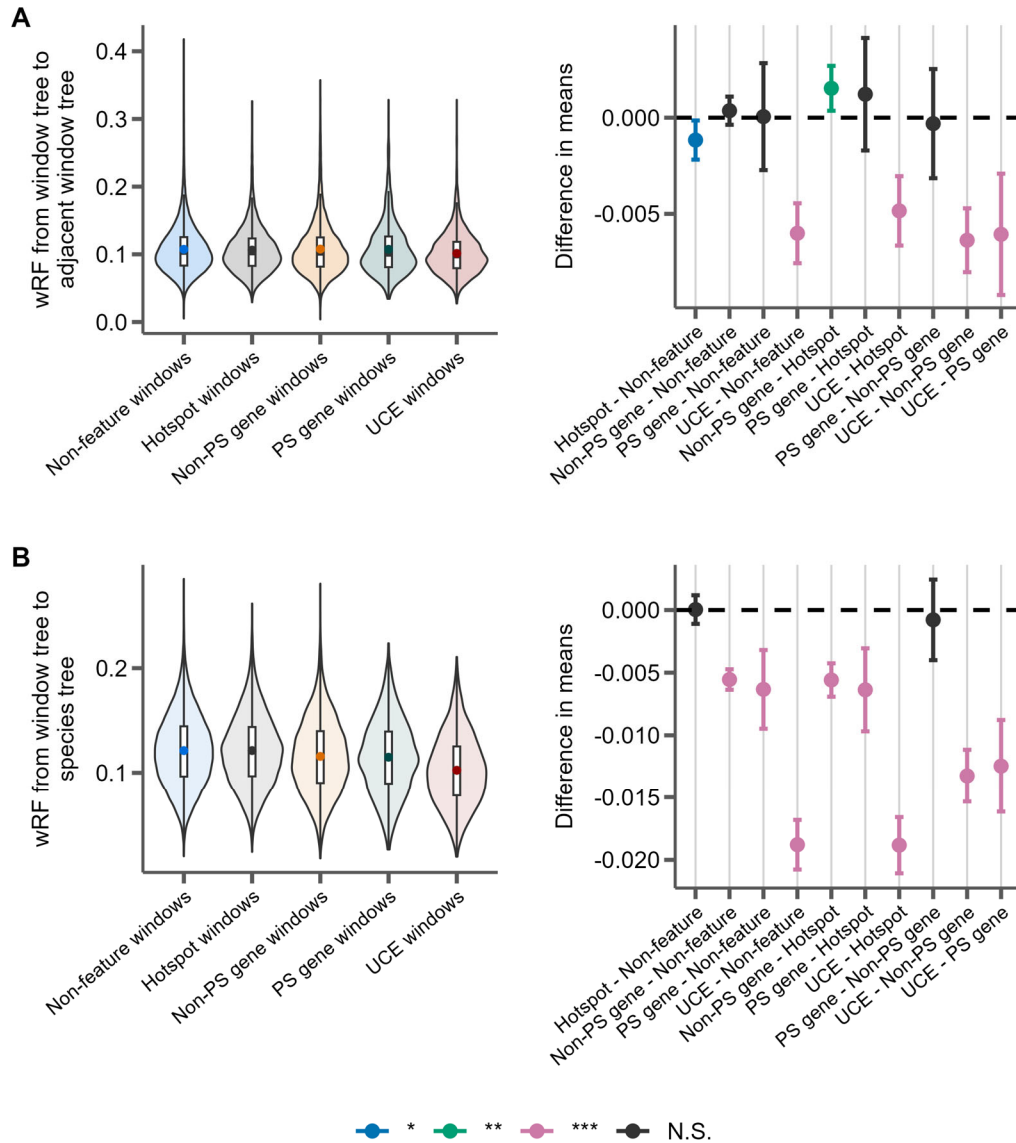 A
wRF from window tree to
adjacent window tree
0.4
0.3
0.2
0.1
0.0
Non-feature windows
Hotspot windows
Non-PS gene windows
PS gene windows
UCE windows
Difference in means
0.000
-0.005
Hotspot - Non-feature
Non-PS gene - Non-feature
PS gene - Non-feature
UCE - Non-feature
Non-PS gene - Hotspot
PS gene - Hotspot
UCE - Hotspot
PS gene - Non-PS gene
UCE - Non-PS gene
UCE - PS gene
B
wRF from window tree to
species tree
0.2
0.1
Non-feature windows
Hotspot windows
Non-PS gene windows
PS gene windows
UCE windows
Difference in means
0.000
-0.005
-0.010
-0.015
-0.020
Hotspot - Non-feature
Non-PS gene - Non-feature
PS gene - Non-feature
UCE - Non-feature
Non-PS gene - Hotspot
PS gene - Hotspot
UCE - Hotspot
PS gene - Non-PS gene
UCE - Non-PS gene
UCE - PS gene
* ** *** N.S.